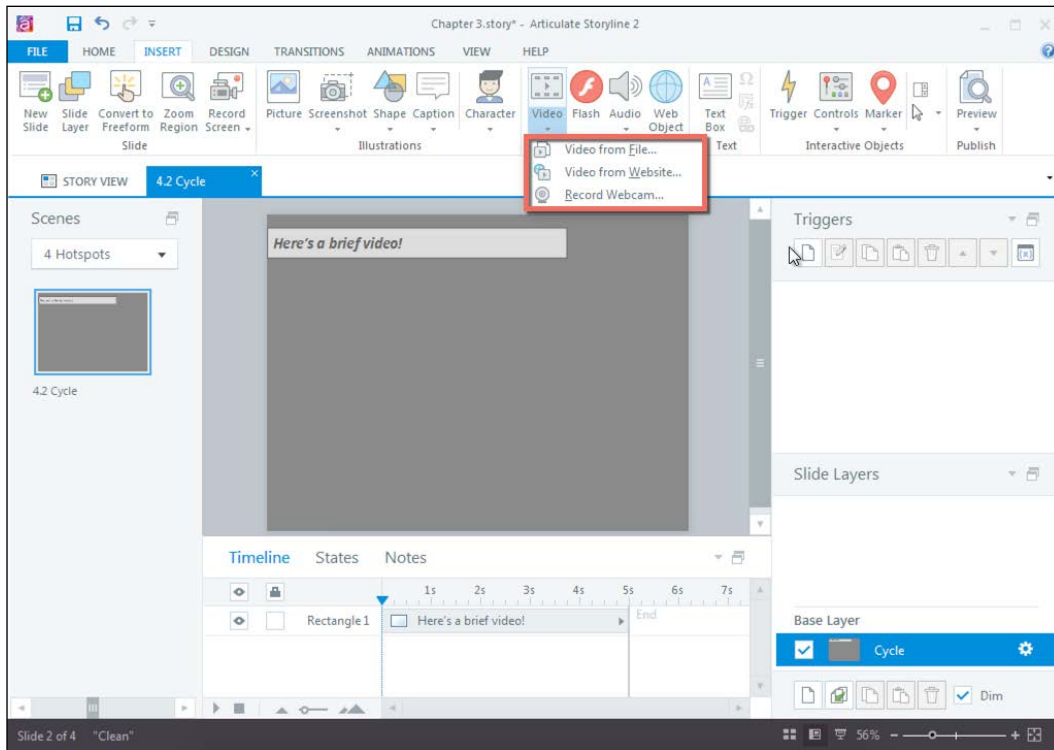 Chapter 3.story* - Articulate Storyline 2
FILE HOME INSERT DESIGN TRANSITIONS ANIMATIONS VIEW HELP
New Slide
Slide Layer
Convert to Freeform
Zoom Region
Record Screen
Picture
Screenshot
Shape
Caption
Character
Video
Flash
Audio
Web Object
Text Box
Trigger
Controls
Marker
Preview
Slide
Illustrations
Text
Interactive Objects
Publish
Video from File...
Video from Website...
Record Webcam...
STORY VIEW
4.2 Cycle
Scenes
4 Hotspots
Here's a brief video!
4.2 Cycle
Here's a brief video!
Triggers
Slide Layers
Base Layer
Cycle
Dim
Timeline States Notes
1s 2s 3s 4s 5s 6s 7s
Rectangle 1
Here's a brief video!
End
Slide 2 of 4 "Clean"
56%